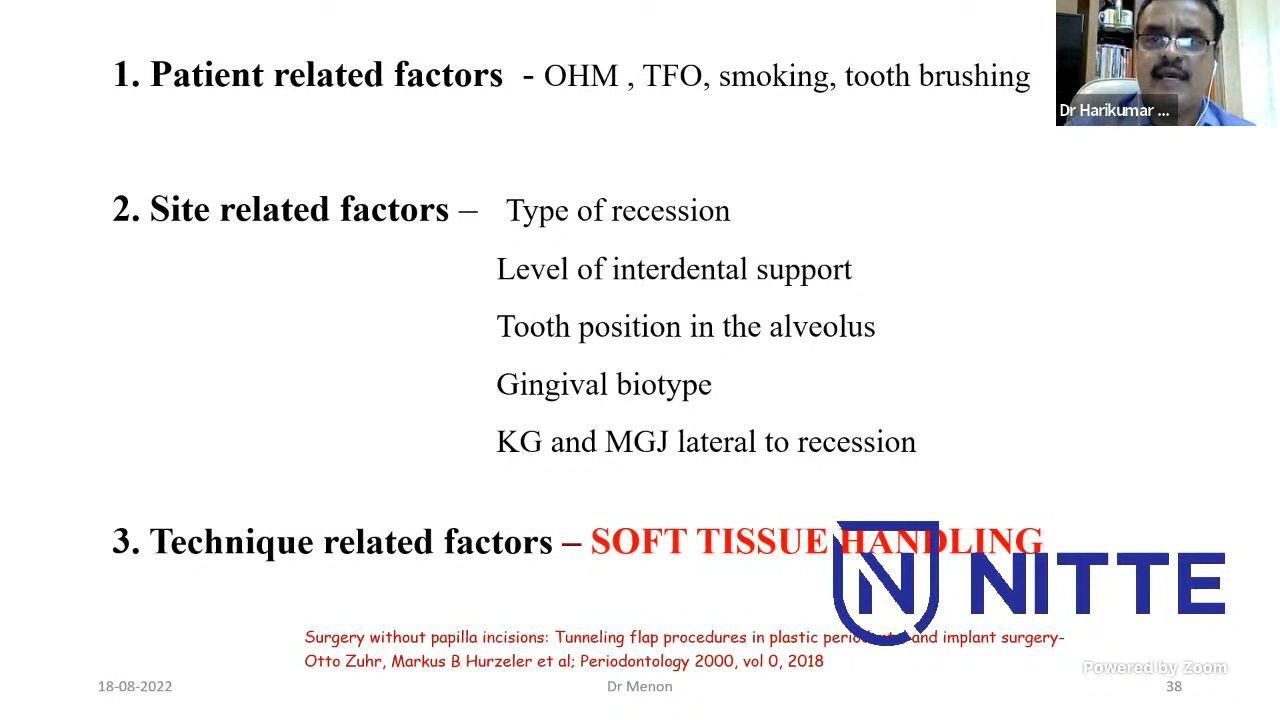 1. Patient related factors - OHM , TFO, smoking, tooth brushing
Dr Harikumar ...
2. Site related factors – Type of recession
Level of interdental support
Tooth position in the alveolus
Gingival biotype
KG and MGJ lateral to recession
3. Technique related factors – SOFT TISSUE HANDLING
N NITTE
Surgery without papilla incisions: Tunneling flap procedures in plastic and implant surgery-
Otto Zuhr, Markus B Hurzeler et al; Periodontology 2000, vol 0, 2018
Powered by Zoom
18-08-2022
Dr Menon
38